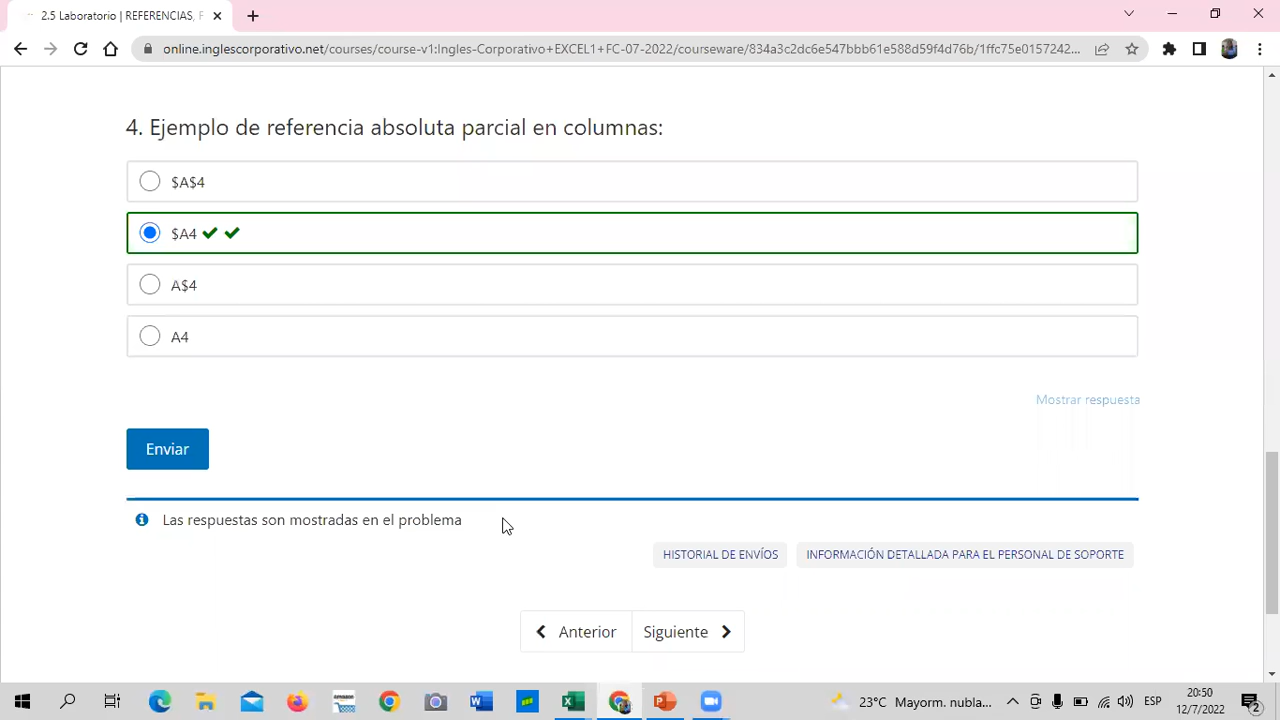 2.5 Laboratorio | REFERENCIAS, F
online.inglescorporativo.net/courses/course-v1:Ingles-Corporativo+EXCEL1+FC-07-2022/courseware/834a3c2dc6e547bbb61e588d59f4d76b/1ffc75e0157242...
4. Ejemplo de referencia absoluta parcial en columnas:
$A$4
$A4
A$4
A4
Mostrar respuesta
Enviar
Las respuestas son mostradas en el problema
HISTORIAL DE ENVÍOS
INFORMACIÓN DETALLADA PARA EL PERSONAL DE SOPORTE
Anterior
Siguiente
23°C Mayorm. nubla...
ESP
20:50
12/7/2022
2